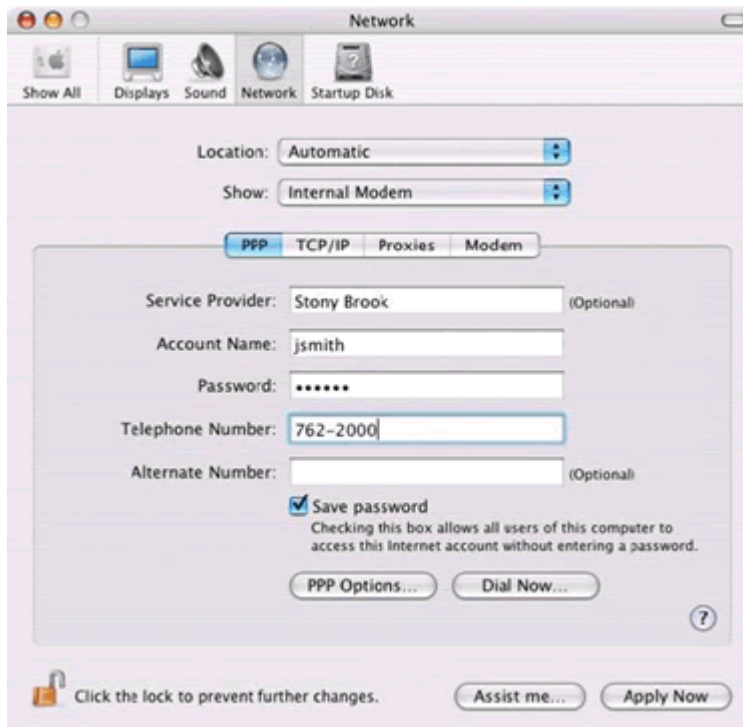 Network
Show All Displays Sound Network Startup Disk
Location: Automatic
Show: Internal Modem
PPP TCP/IP Proxies Modem
Service Provider: Stony Brook (Optional)
Account Name: jsmith
Password: ••••••
Telephone Number: 762-2000
Alternate Number: (Optional)
Save password
Checking this box allows all users of this computer to
access this Internet account without entering a password.
PPP Options... Dial Now...
?
Click the lock to prevent further changes. Assist me... Apply Now